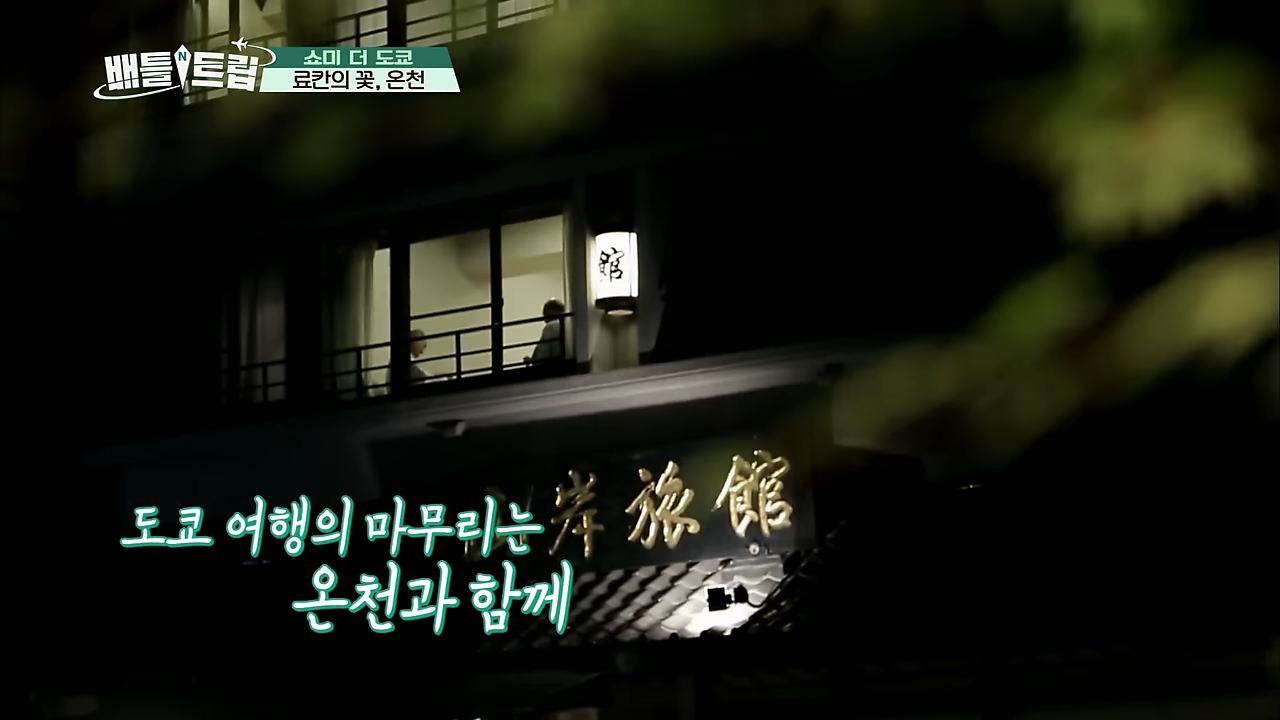 배틀트립
쇼미 더 도쿄
료칸의 꽃, 온천
館
岸旅館
도쿄 여행의 마무리는
온천과 함께